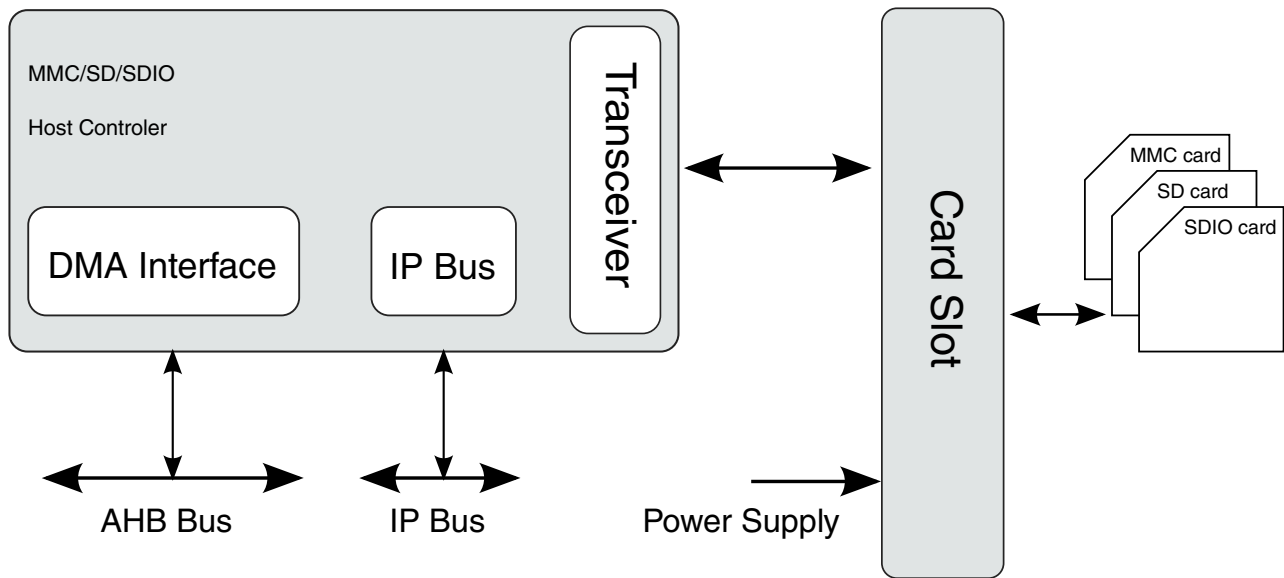 MMC/SD/SDIO
Host Controler
Transceiver
DMA Interface
IP Bus
Card Slot
MMC card
SD card
SDIO card
AHB Bus
IP Bus
Power Supply